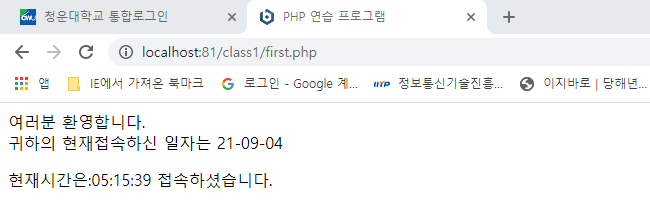 CWU 청운대학교 통합로그인
PHP 연습 프로그램
localhost:81/class1/first.php
앱
IE에서 가져온 북마크
로그인 - Google 계...
IITP 정보통신기술진흥...
이지바로 | 당해년...
여러분 환영합니다.
귀하의 현재접속하신 일자는 21-09-04
현재시간은:05:15:39 접속하셨습니다.